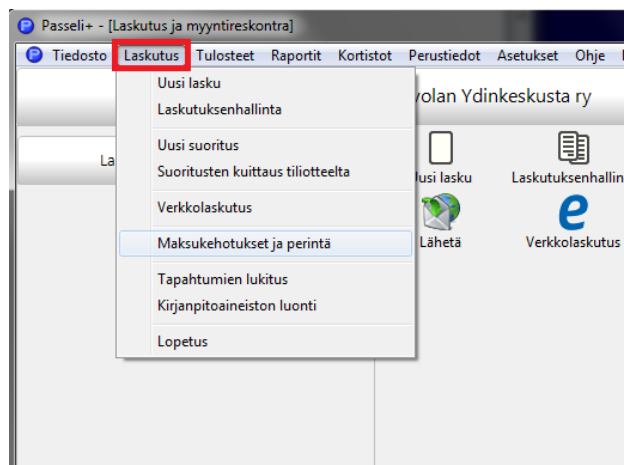 Passeli+ - [Laskutus ja myyntireskontra]
Tiedosto Laskutus Tulosteet Raportit Kortistot Perustiedot Asetukset Ohje
Uusi lasku
Laskutuksenhallinta
Uusi suoritus
Suoritusten kuittaus tiliotteelta
Verkkolaskutus
Maksukehotukset ja perintä
Tapahtumien lukitus
Kirjanpitoaineiston luonti
Lopetus
La
volan Ydinkeskusta ry
Uusi lasku Laskutuksenhallin
Lähetä Verkkolaskutus